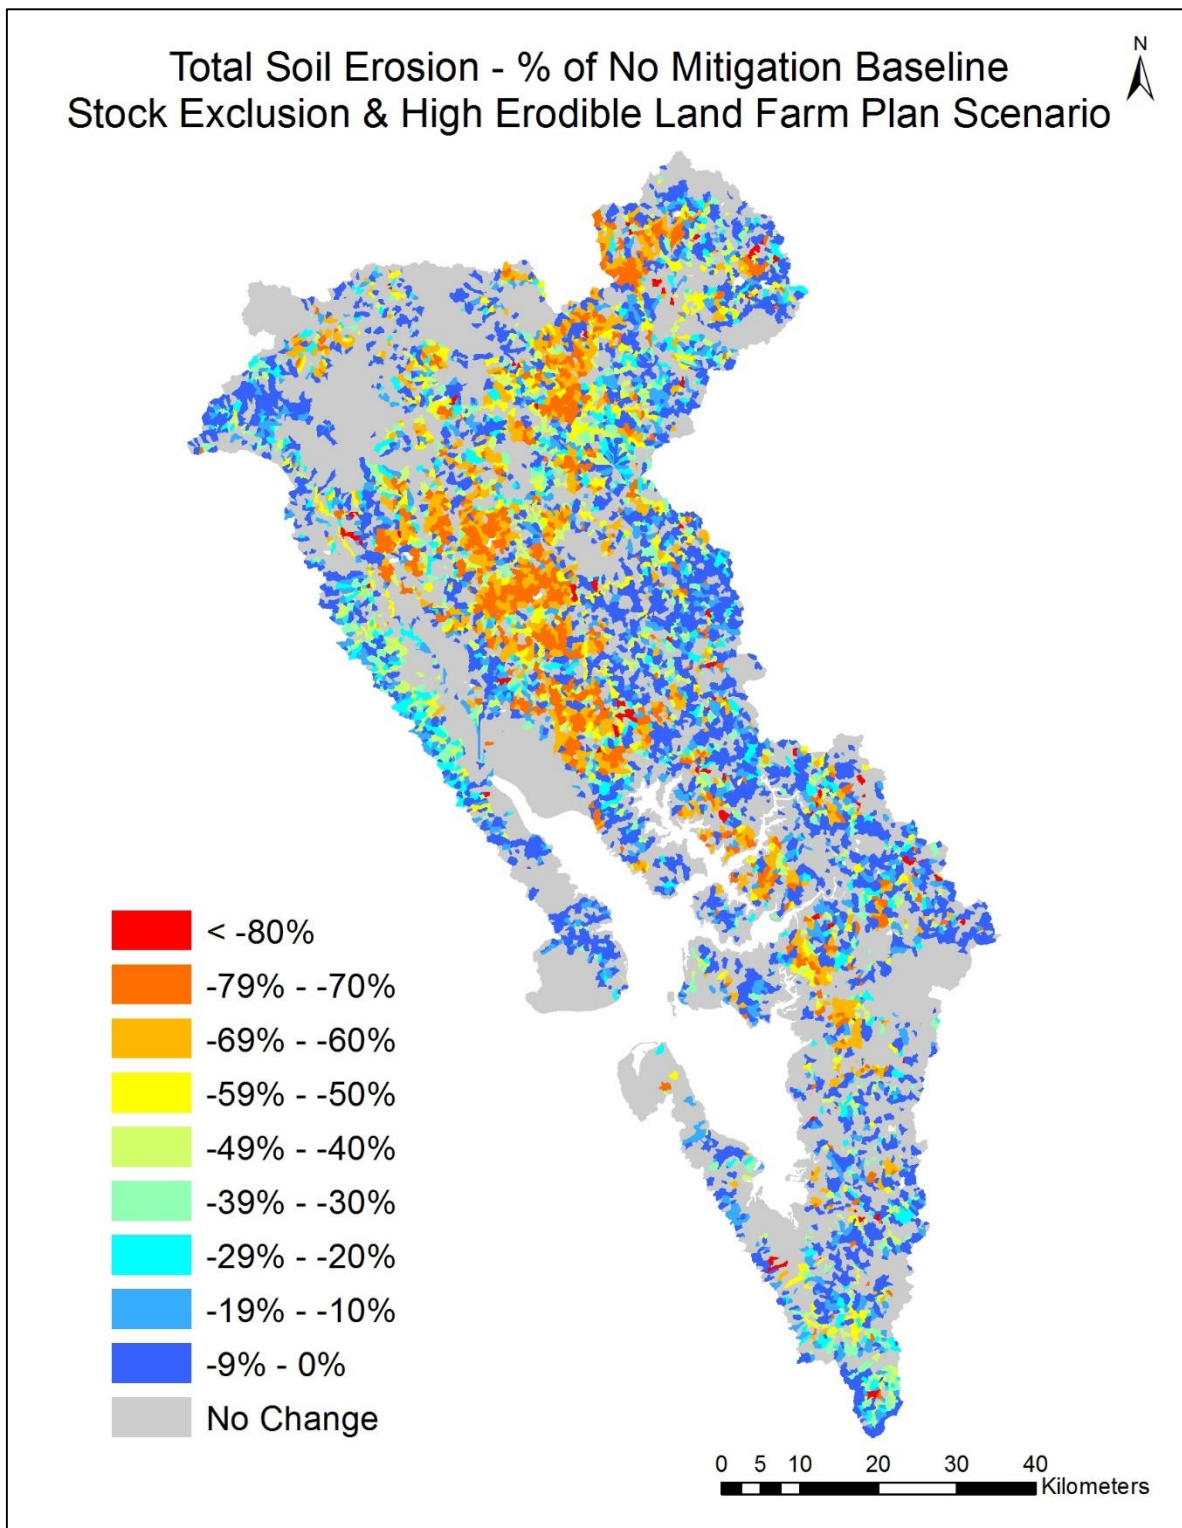 Total Soil Erosion - % of No Mitigation Baseline
Stock Exclusion & High Erodible Land Farm Plan Scenario
N
< -80%
-79% - -70%
-69% - -60%
-59% - -50%
-49% - -40%
-39% - -30%
-29% - -20%
-19% - -10%
-9% - 0%
No Change
0 5 10 20 30 40
Kilometers